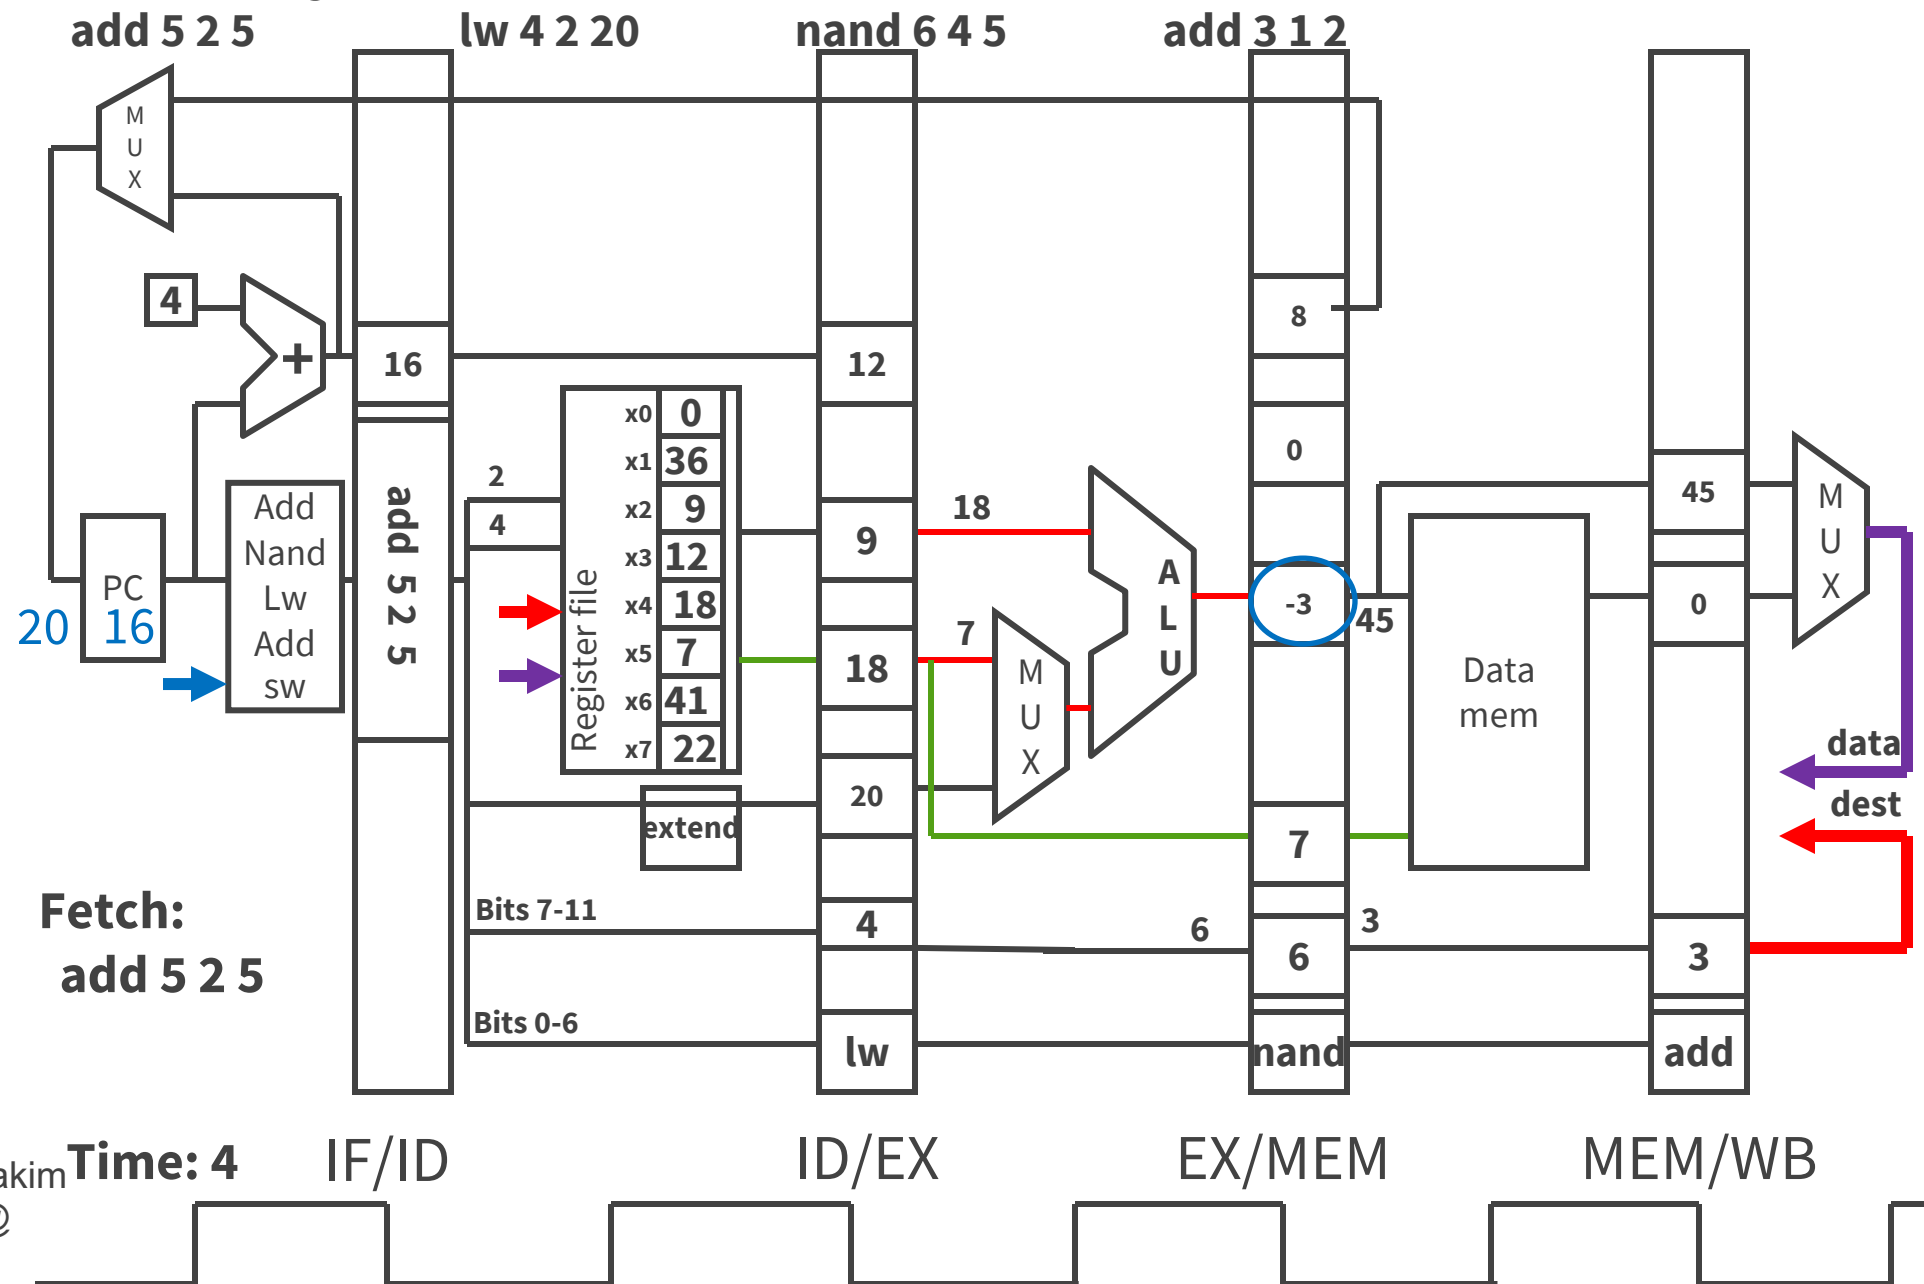 add 5 2 5
lw 4 2 20
nand 6 4 5
add 3 1 2
M
U
X
4
+
16
12
8
0
PC
20
16
Add
Nand
Lw
Add
sw
add 5 2 5
2
4
Register file
x0 0
x1 36
x2 9
x3 12
x4 18
x5 7
x6 41
x7 22
extend
9
18
20
18
7
M
U
X
A
L
U
-3
45
Data
mem
45
0
M
U
X
data
dest
7
Fetch:
add 5 2 5
Bits 7-11
4
6
6
3
3
Bits 0-6
lw
nand
add
akim
Time: 4
IF/ID
ID/EX
EX/MEM
MEM/WB